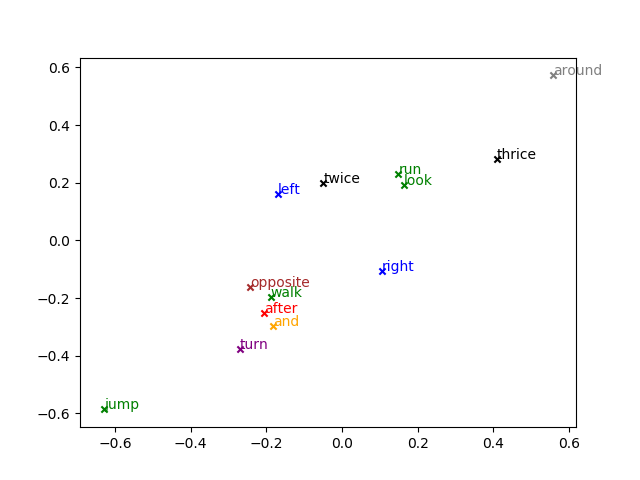 0.6
0.4
0.2
0.0
−0.2
−0.4
−0.6
around
thrice
run
look
twice
left
right
opposite
walk
after
and
turn
jump
−0.6 −0.4 −0.2 0.0 0.2 0.4 0.6